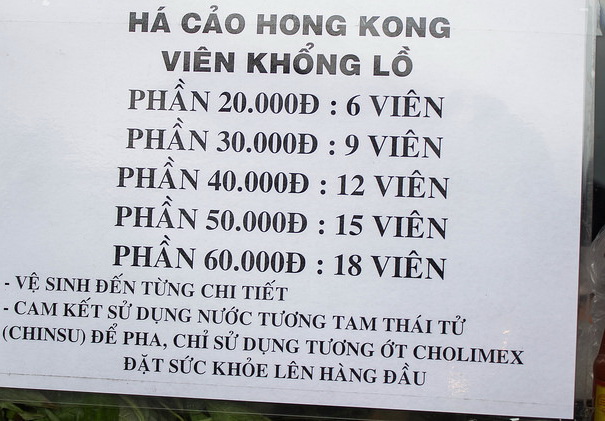 HÁ CẢO HONG KONG
VIÊN KHỔNG LỒ
PHẦN 20.000Đ : 6 VIÊN
PHẦN 30.000Đ : 9 VIÊN
PHẦN 40.000Đ : 12 VIÊN
PHẦN 50.000Đ : 15 VIÊN
PHẦN 60.000Đ : 18 VIÊN
- VỆ SINH ĐẾN TỪNG CHI TIẾT
- CAM KẾT SỬ DỤNG NƯỚC TƯƠNG TAM THÁI TỬ
(CHINSU) ĐỂ PHA, CHỈ SỬ DỤNG TƯƠNG ỚT CHOLIMEX
ĐẶT SỨC KHỎE LÊN HÀNG ĐẦU